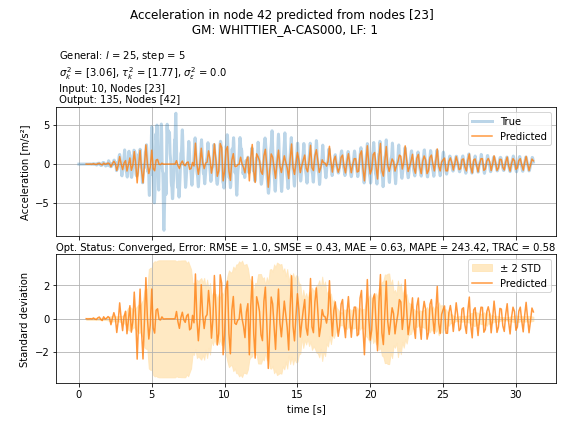 Acceleration in node 42 predicted from nodes [23]
GM: WHITTIER_A-CAS000, LF: 1
General: l = 25, step = 5
σ²ₖ = [3.06], τ²ₖ = [1.77], σ²ε = 0.0
Input: 10, Nodes [23]
Output: 135, Nodes [42]
Acceleration [m/s²]
5
0
−5
True
Predicted
Opt. Status: Converged, Error: RMSE = 1.0, SMSE = 0.43, MAE = 0.63, MAPE = 243.42, TRAC = 0.58
Standard deviation
2
0
−2
± 2 STD
Predicted
0 5 10 15 20 25 30
time [s]